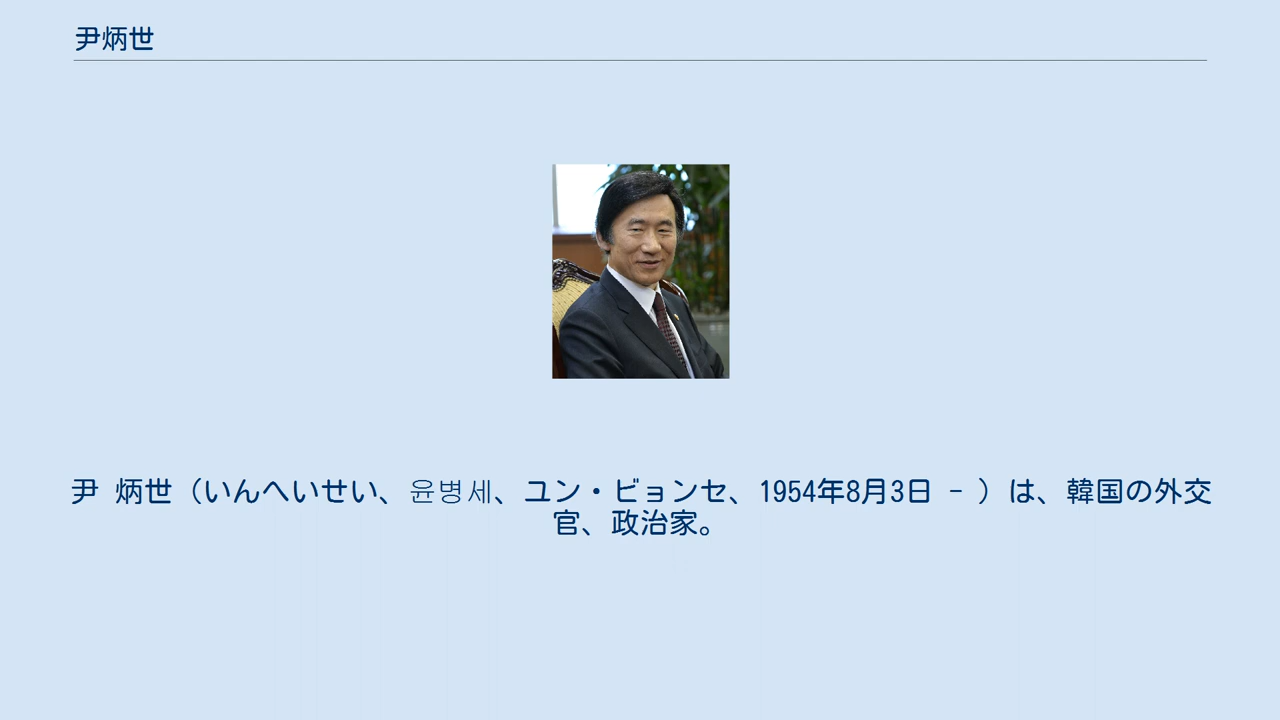 尹炳世
尹 炳世（いんへいせい、윤병세、ユン・ビョンセ、1954年8月3日 - ）は、韓国の外交
官、政治家。